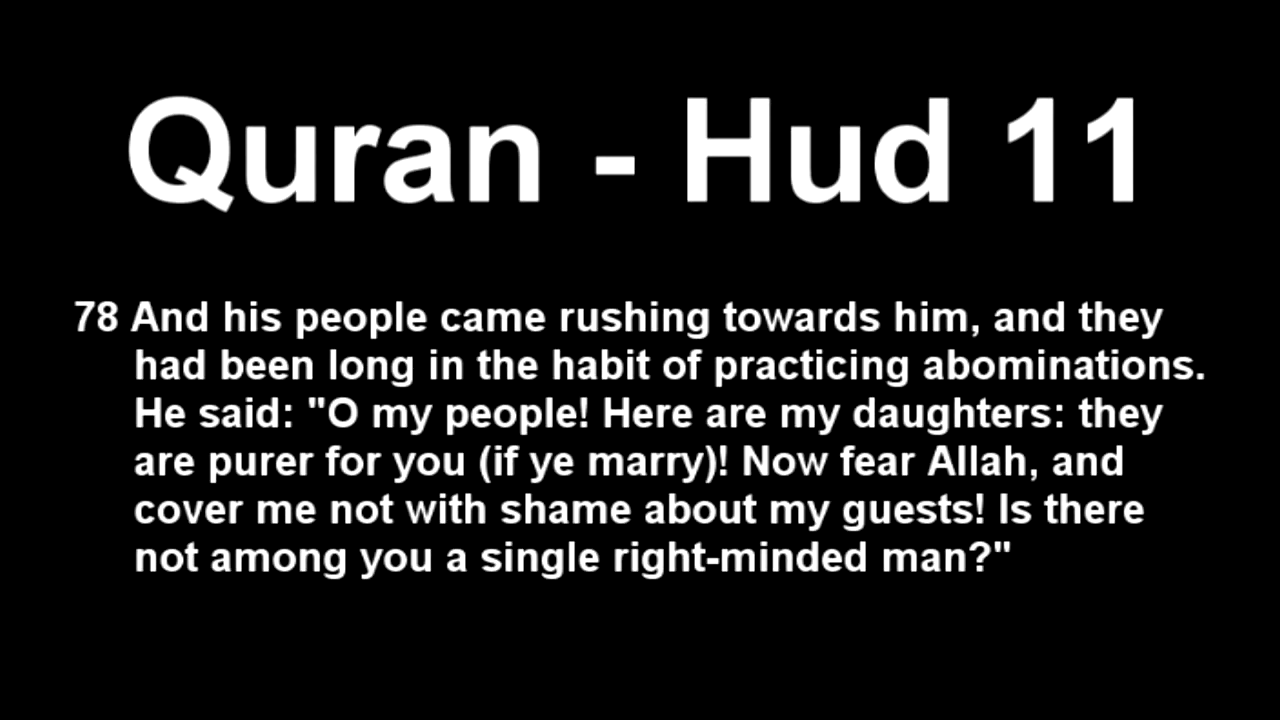 Quran - Hud 11
78 And his people came rushing towards him, and they
had been long in the habit of practicing abominations.
He said: "O my people! Here are my daughters: they
are purer for you (if ye marry)! Now fear Allah, and
cover me not with shame about my guests! Is there
not among you a single right-minded man?"